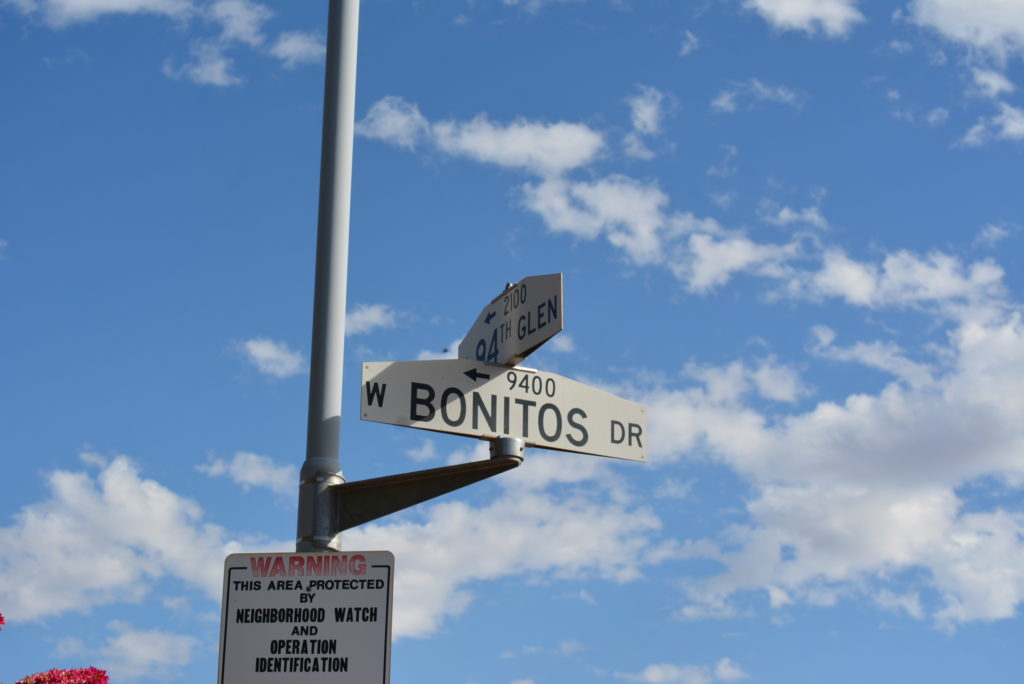 ← 2100
94TH GLEN
← 9400
W BONITOS DR
WARNING
THIS AREA PROTECTED
BY
NEIGHBORHOOD WATCH
AND
OPERATION
IDENTIFICATION